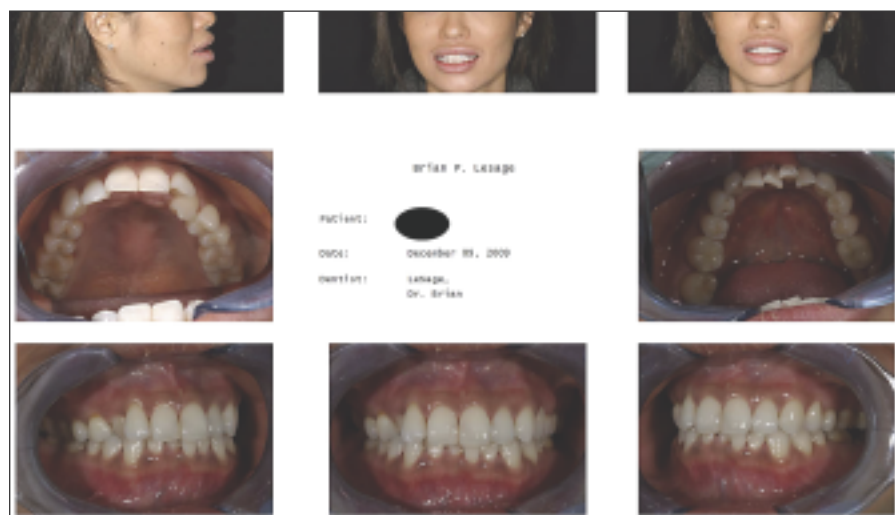 Brian P. LeSage
Patient:
Date: December 09, 2009
Dentist: LeSage,
Dr. Brian